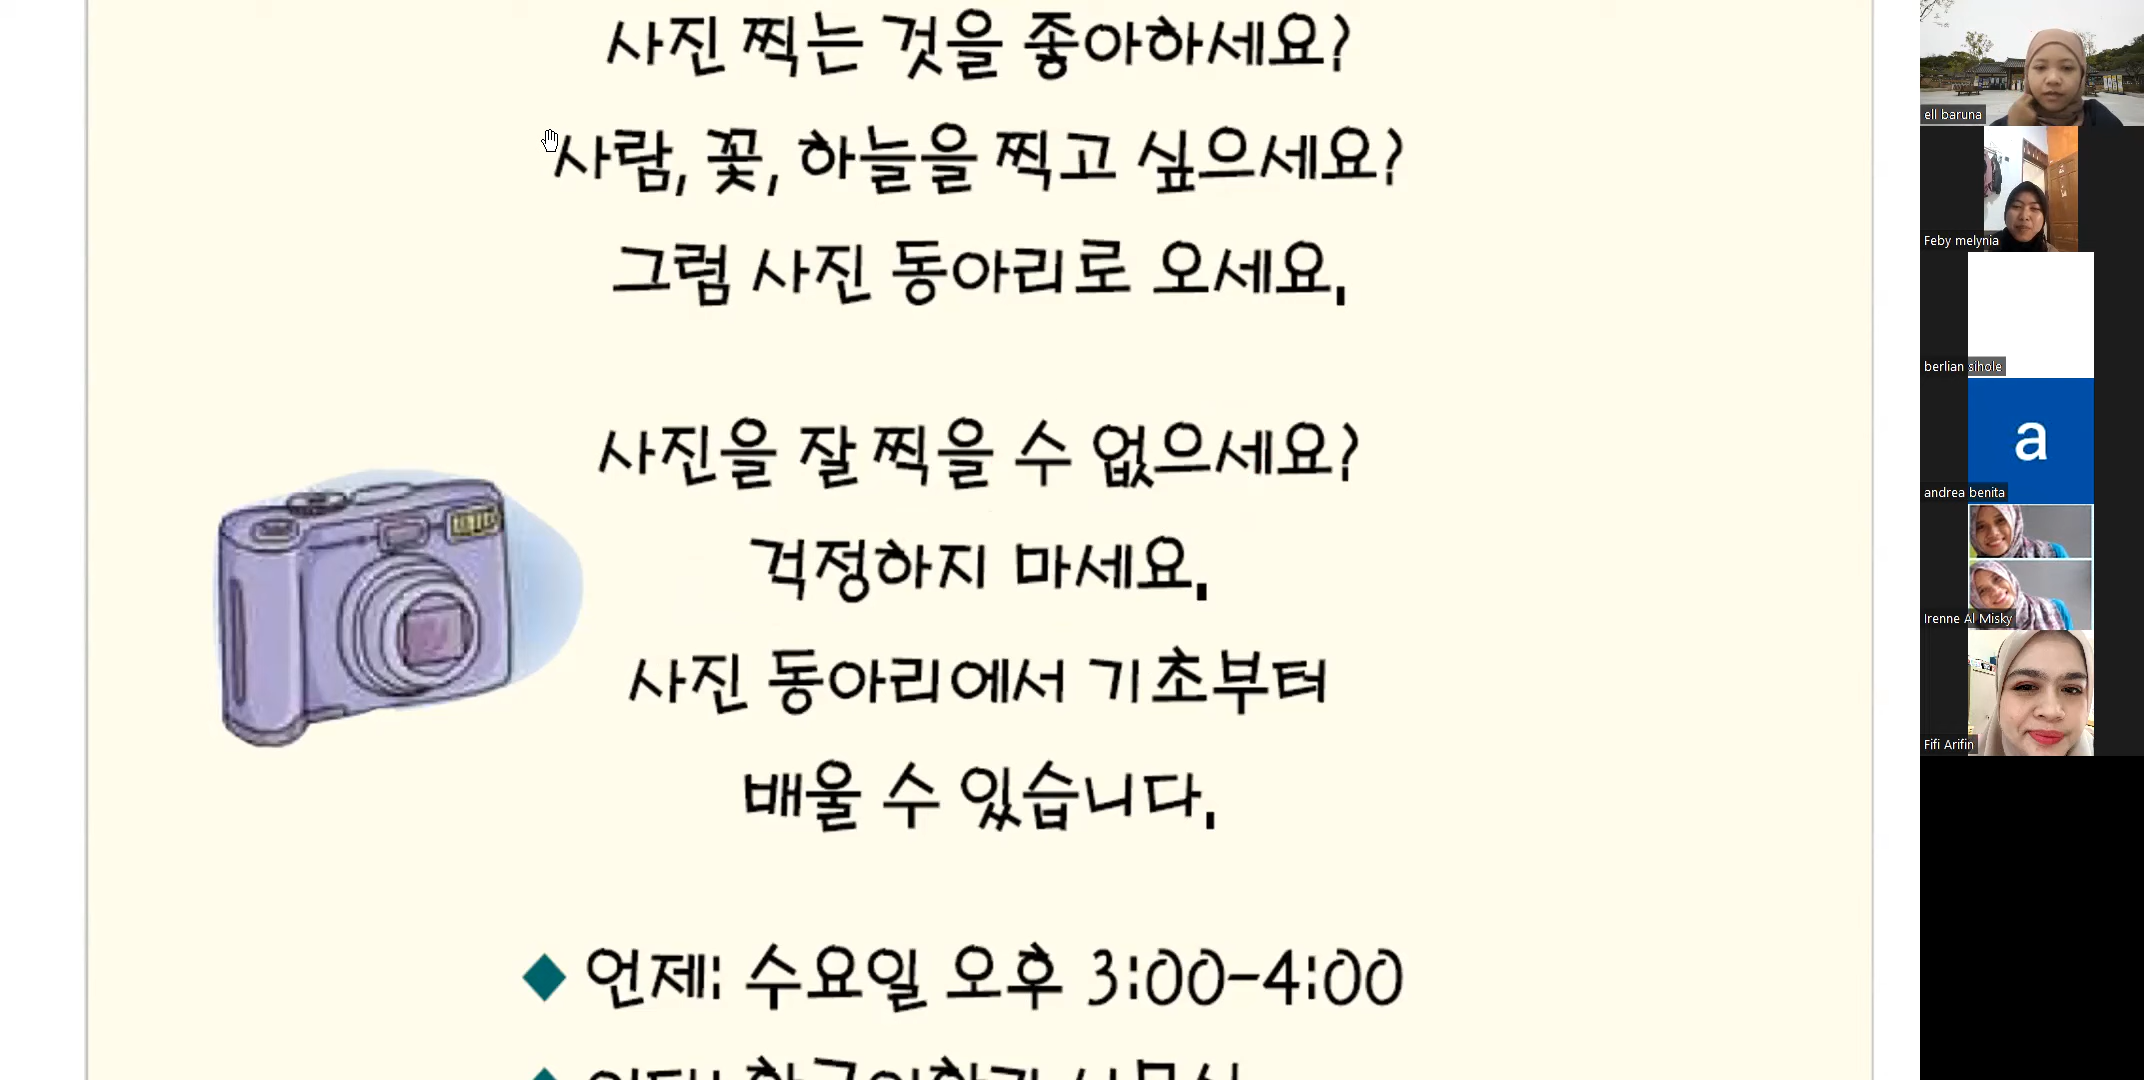 사진 찍는 것을 좋아하세요?
사람, 꽃, 하늘을 찍고 싶으세요?
그럼 사진 동아리로 오세요.
사진을 잘 찍을 수 없으세요?
걱정하지 마세요.
사진 동아리에서 기초부터
배울 수 있습니다.
◆ 언제: 수요일 오후 3:00-4:00
ell baruna
Feby melynia
berlian sihole
a
andrea benita
Irenne Al Misky
Fifi Arifin